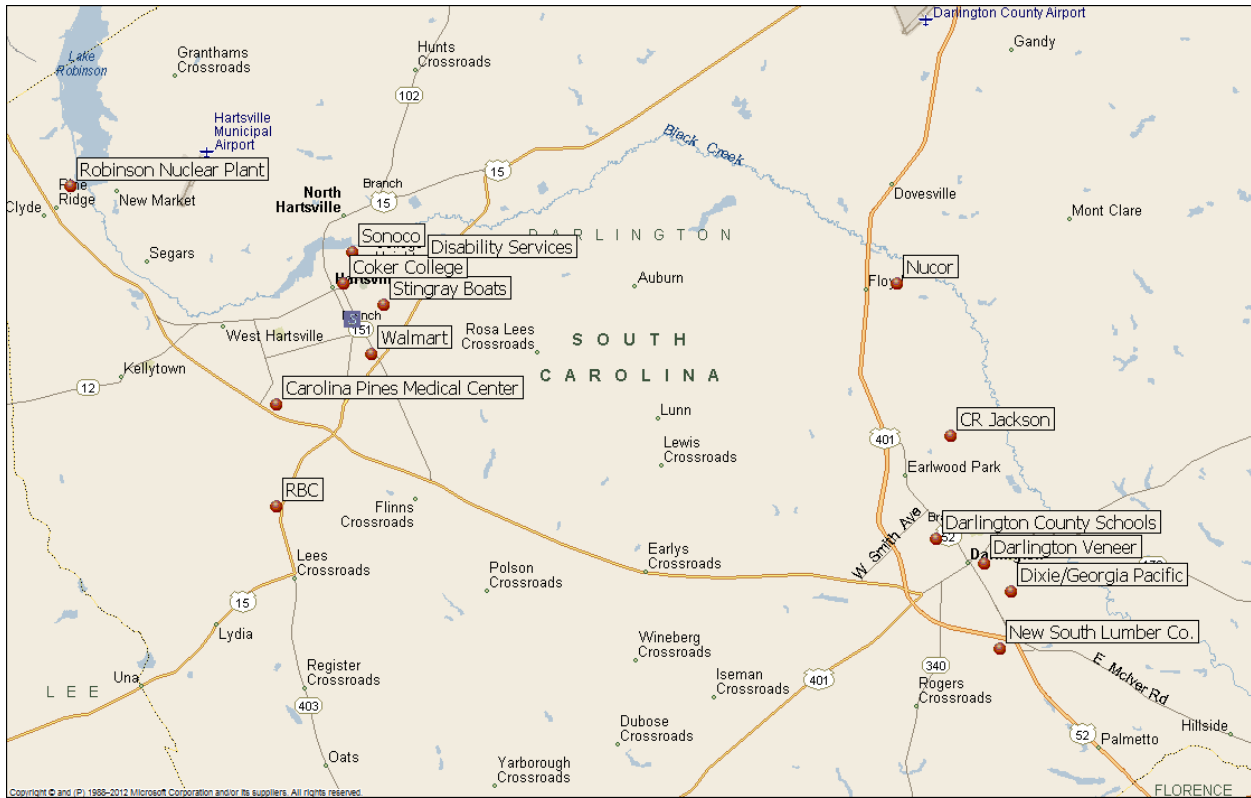 Darlington County Airport
Gandy
Hunts
Crossroads
Granthams
Crossroads
Lake
Robinson
102
Hartsville
Municipal
Airport
Black Creek
15
Robinson Nuclear Plant
Pine
Ridge
New Market
Branch
15
North
Hartsville
Dovesville
Clyde
Mont Clare
Sonoco
DARLINGTON
Disability Services
Segars
Coker College
Stingray Boats
Auburn
Nucor
Branch
S
151
West Hartsville
Walmart
Rosa Lees
Crossroads
SOUTH
CAROLINA
Kellytown
12
Carolina Pines Medical Center
Lunn
CR Jackson
401
Lewis
Crossroads
Earlwood Park
RBC
Flinns
Crossroads
W Smith Ave
Darlington County Schools
52
Darlington Veneer
Earlys
Crossroads
Lees
Crossroads
Polson
Crossroads
Dixie/Georgia Pacific
15
Lydia
New South Lumber Co.
Wineberg
Crossroads
E McIver Rd
Register
Crossroads
340
401
Iseman
Crossroads
Rogers
Crossroads
Una
LEE
403
Dubose
Crossroads
Hillside
52
Palmetto
Oats
Yarborough
Crossroads
FLORENCE
Copyright © and (P) 1988–2012 Microsoft Corporation and/or its suppliers. All rights reserved.